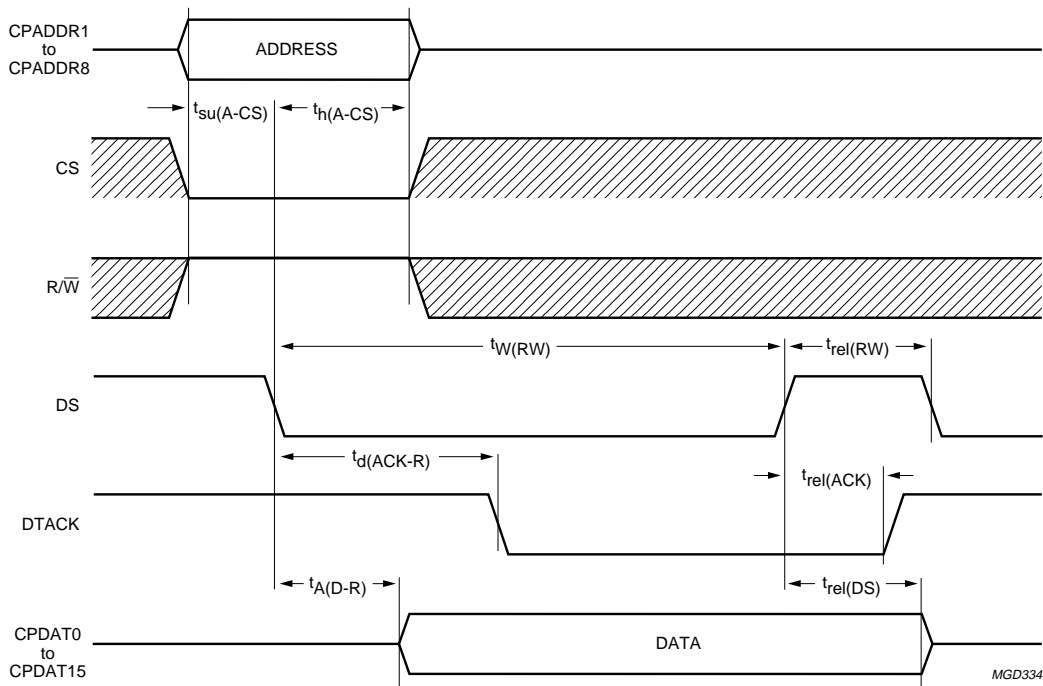 CPADDR1
to
CPADDR8
ADDRESS
tsu(A-CS)
th(A-CS)
CS
R/W̅
tW(RW)
trel(RW)
DS
td(ACK-R)
trel(ACK)
DTACK
tA(D-R)
trel(DS)
CPDAT0
to
CPDAT15
DATA
MGD334